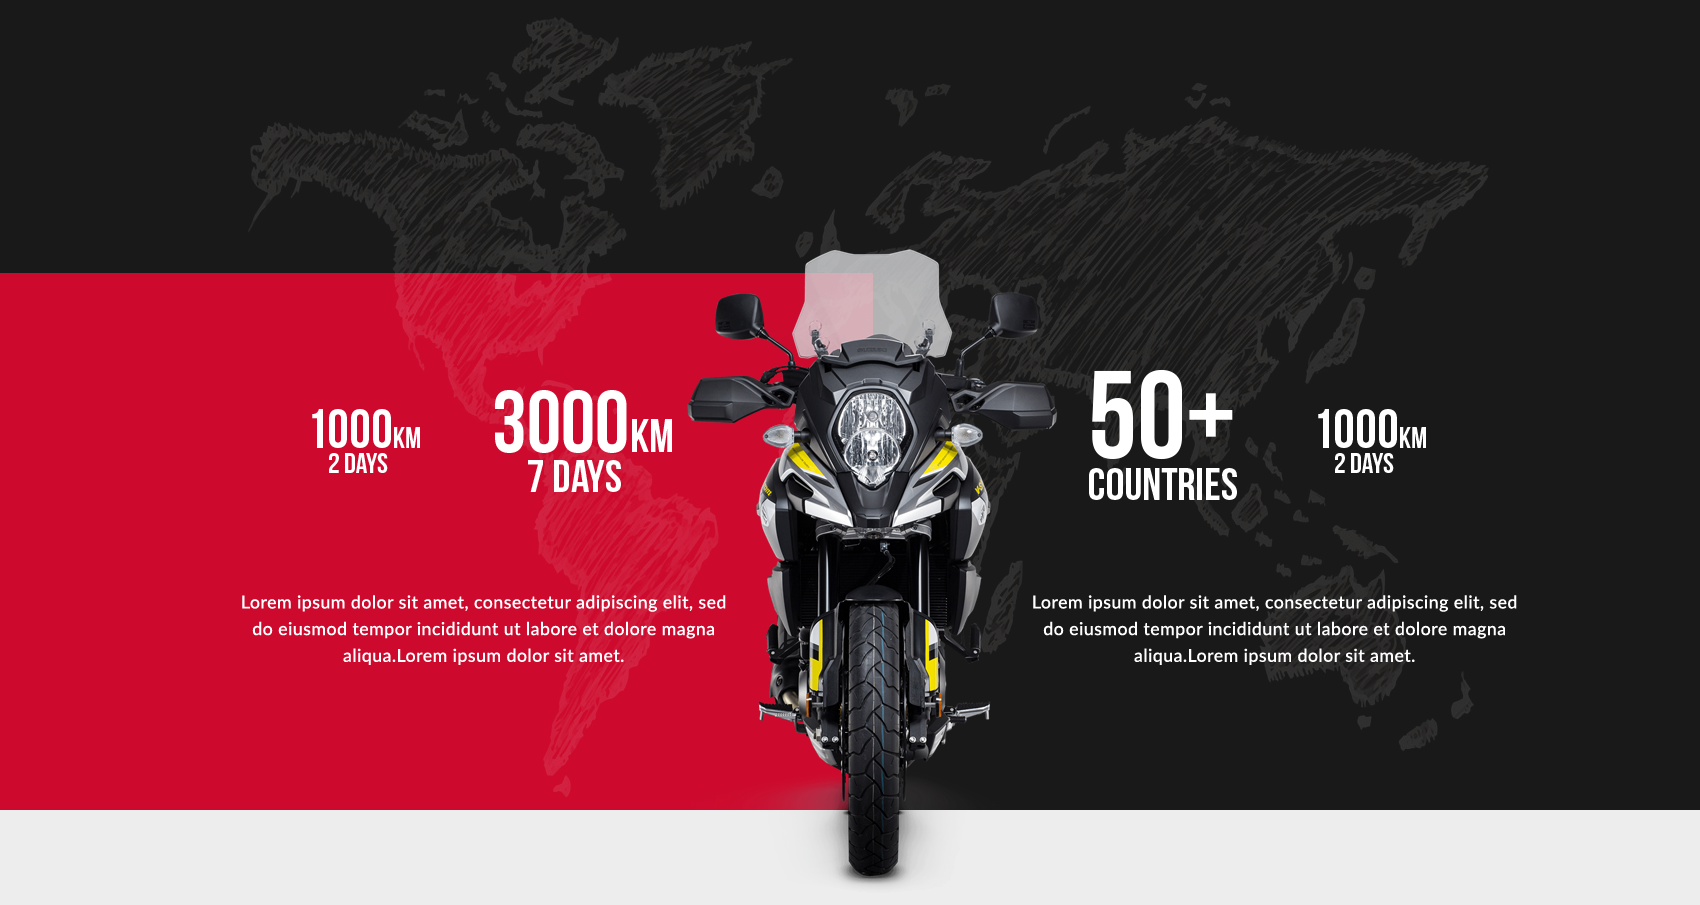 1000KM
2 DAYS
3000KM
7 DAYS
50+
COUNTRIES
1000KM
2 DAYS
Lorem ipsum dolor sit amet, consectetur adipiscing elit, sed
do eiusmod tempor incididunt ut labore et dolore magna
aliqua.Lorem ipsum dolor sit amet.
Lorem ipsum dolor sit amet, consectetur adipiscing elit, sed
do eiusmod tempor incididunt ut labore et dolore magna
aliqua.Lorem ipsum dolor sit amet.